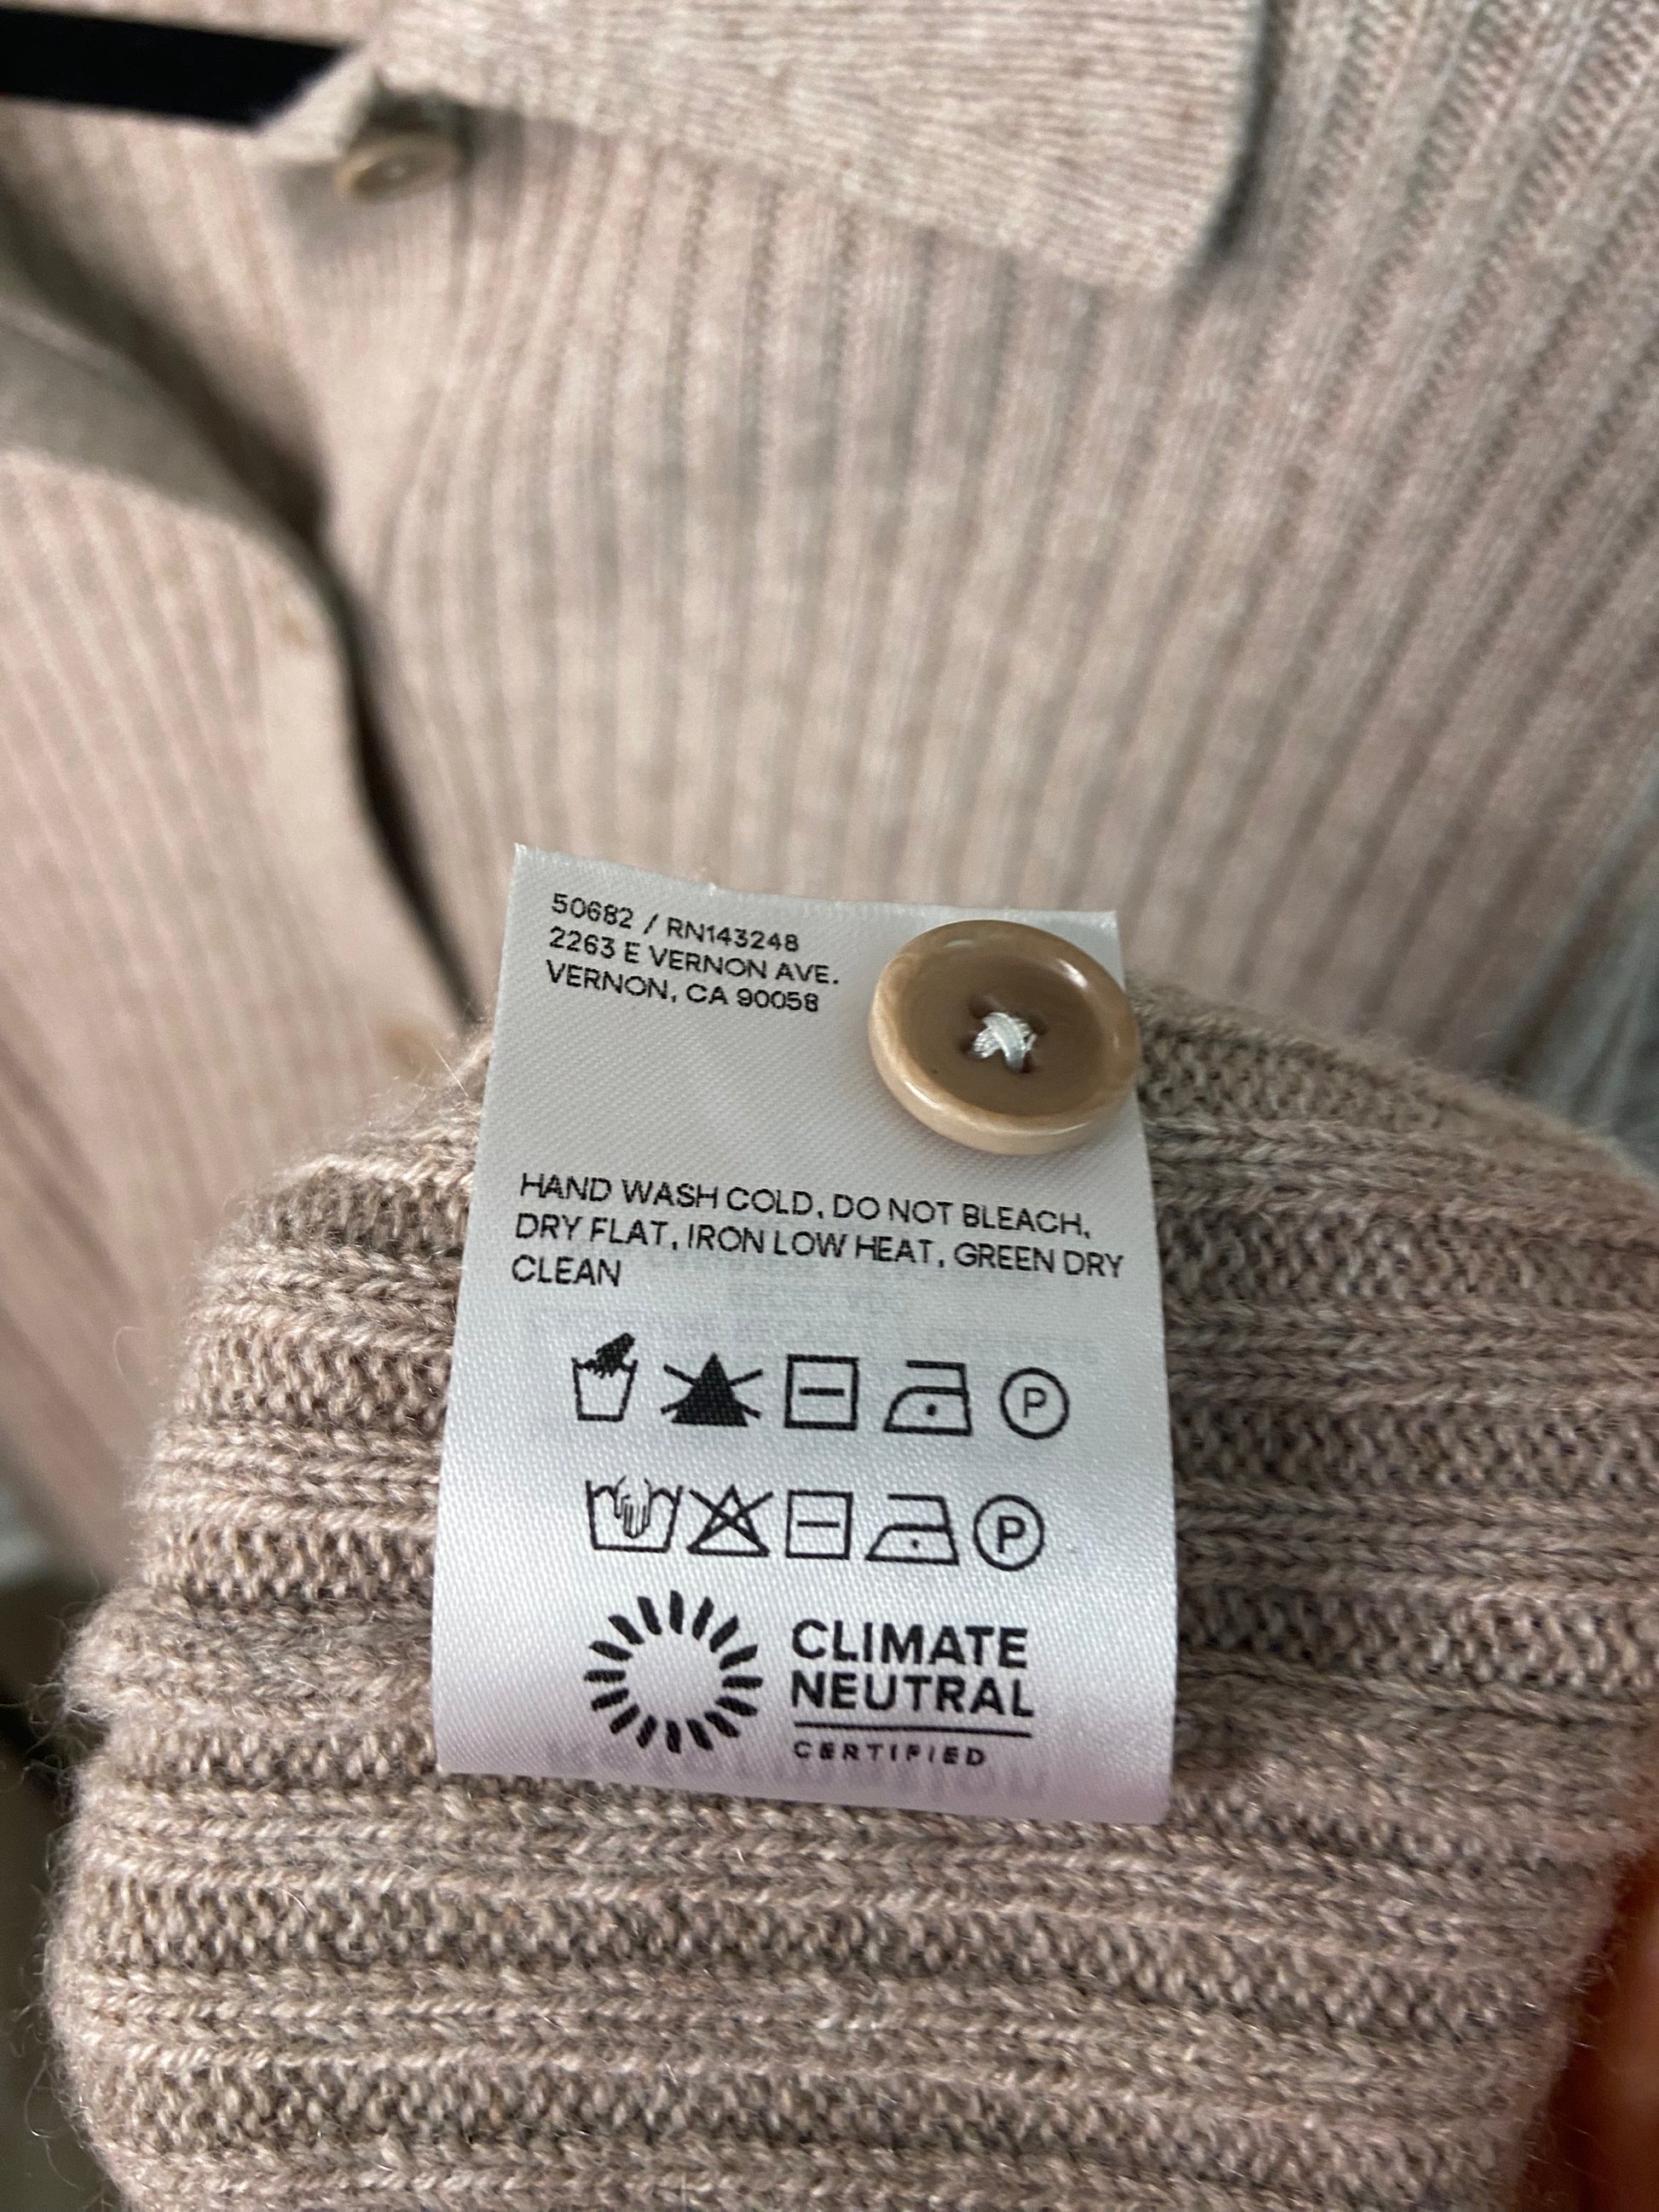 50682 / RN143248
2263 E VERNON AVE.
VERNON, CA 90058
HAND WASH COLD, DO NOT BLEACH,
DRY FLAT, IRON LOW HEAT, GREEN DRY
CLEAN
P
P
CLIMATE
NEUTRAL
CERTIFIED